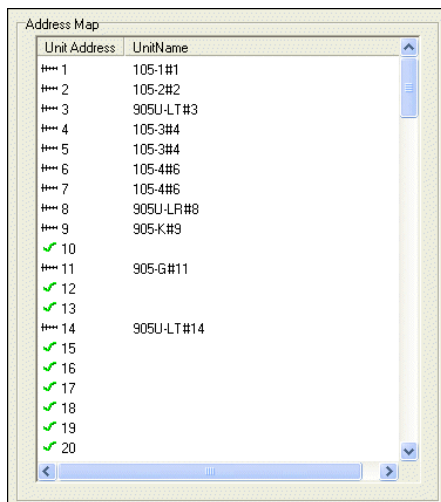 Address Map
Unit Address UnitName
1 105-1#1
2 105-2#2
3 905U-LT#3
4 105-3#4
5 105-3#4
6 105-4#6
7 105-4#6
8 905U-LR#8
9 905-K#9
10
11 905-G#11
12
13
14 905U-LT#14
15
16
17
18
19
20